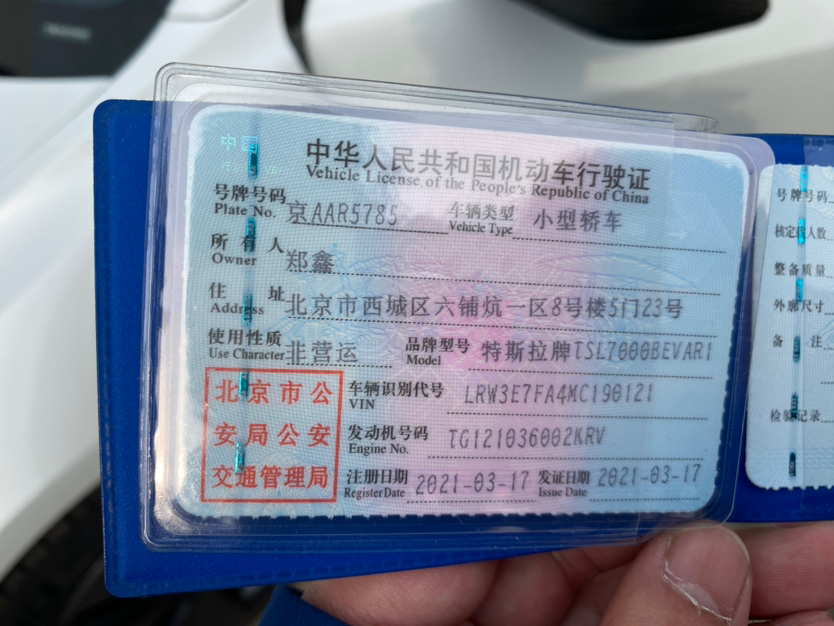 中国
中华人民共和国机动车行驶证
Vehicle License of the People's Republic of China
号牌号码 京AAR5785 车辆类型 小型轿车
Plate No. Vehicle Type
所有人 郑鑫
Owner
住址 北京市西城区六铺炕一区8号楼5门23号
Address
使用性质 非营运 品牌型号 特斯拉牌TSL7000BEVAR1
Use Character Model
北京市公安局公安交通管理局
车辆识别代号 LRW3E7FA4MC190121
VIN
发动机号码 TG121036002KRV
Engine No.
注册日期 2021-03-17 发证日期 2021-03-17
Register Date Issue Date
号牌号码
核定载人数
整备质量
外廓尺寸
备注
检验记录